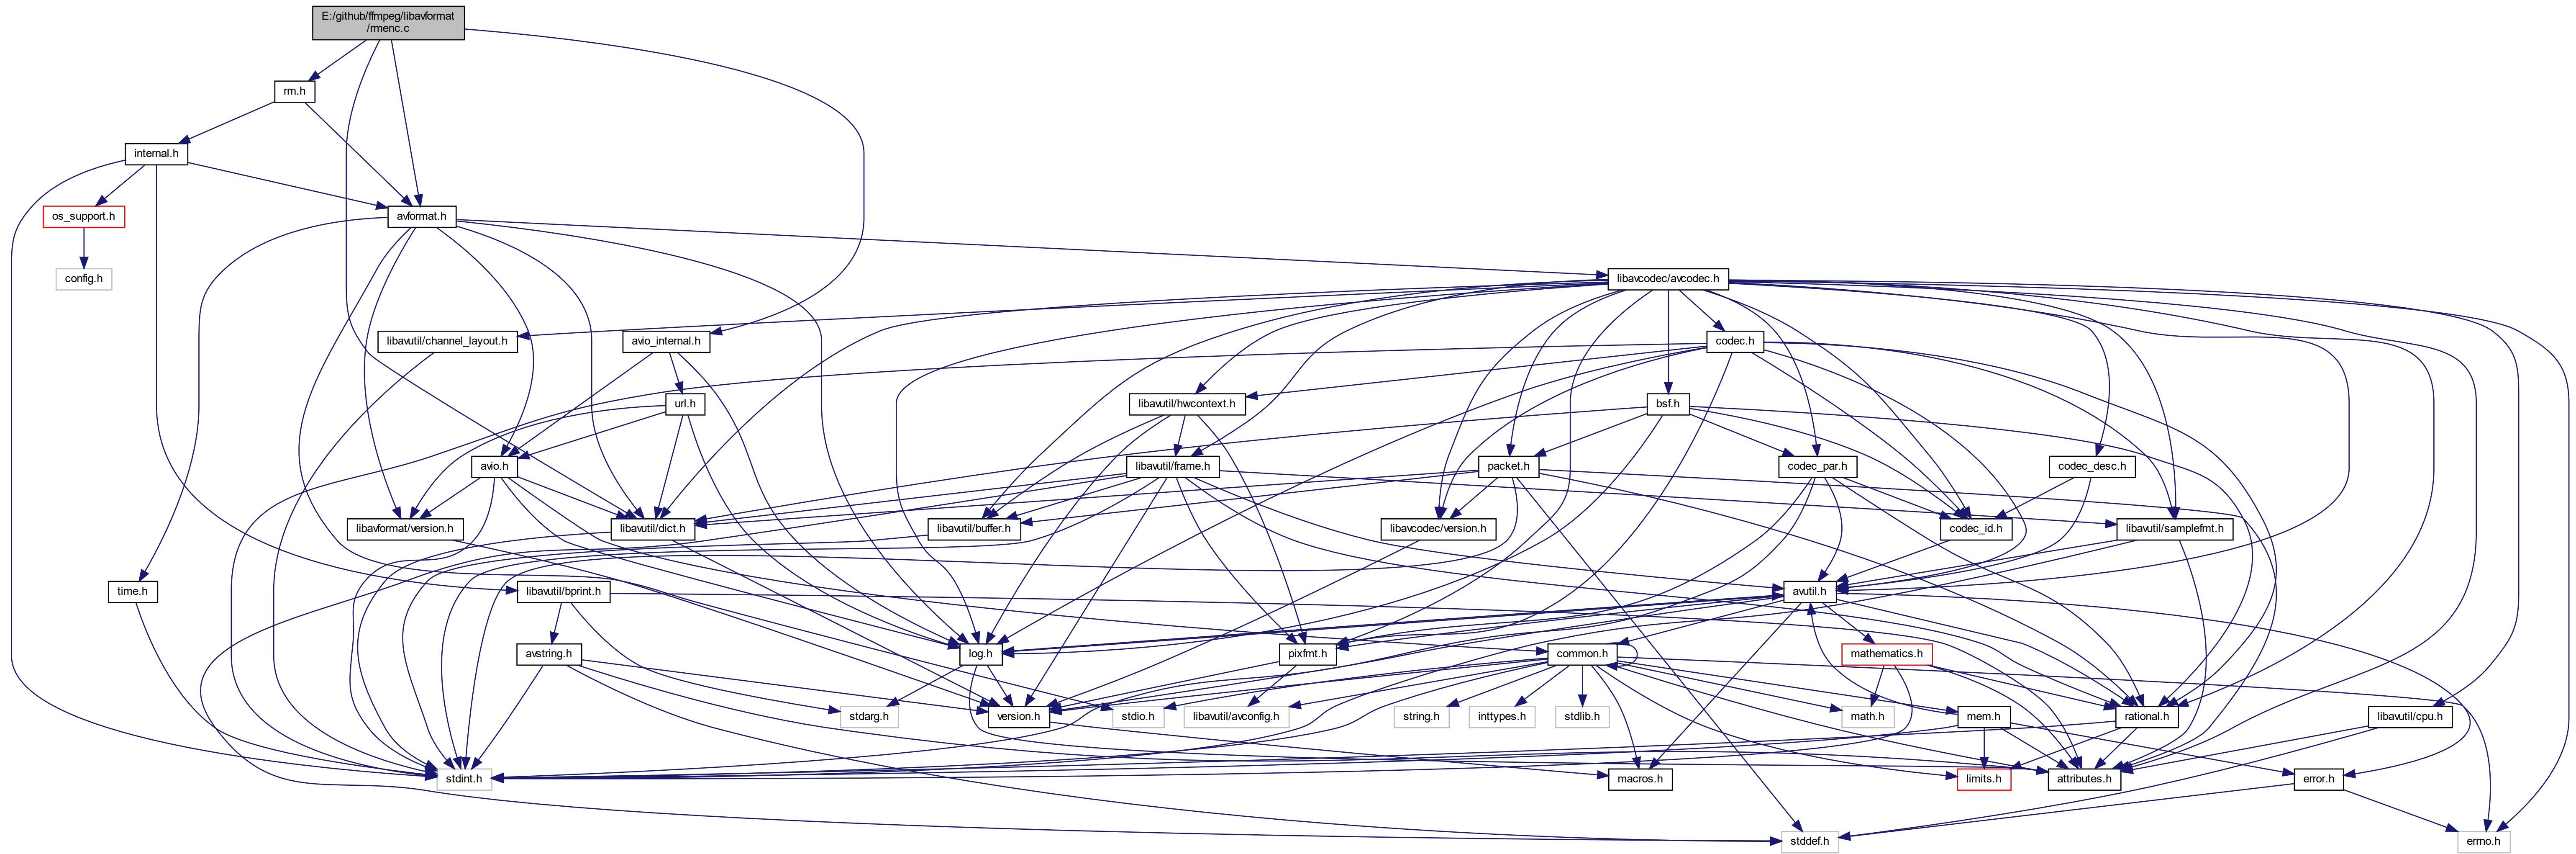 E:/github/ffmpeg/libavformat
/rmenc.c
rm.h
internal.h
os_support.h
avformat.h
config.h
libavcodec/avcodec.h
libavutil/channel_layout.h
avio_internal.h
codec.h
url.h
libavutil/hwcontext.h
bsf.h
avio.h
libavutil/frame.h
packet.h
codec_par.h
codec_desc.h
libavformat/version.h
libavutil/dict.h
libavutil/buffer.h
libavcodec/version.h
codec_id.h
libavutil/samplefmt.h
time.h
libavutil/bprint.h
avutil.h
avstring.h
log.h
pixfmt.h
common.h
mathematics.h
stdarg.h
version.h
stdio.h
libavutil/avconfig.h
string.h
inttypes.h
stdlib.h
math.h
mem.h
rational.h
libavutil/cpu.h
stdint.h
macros.h
limits.h
attributes.h
error.h
stddef.h
errno.h